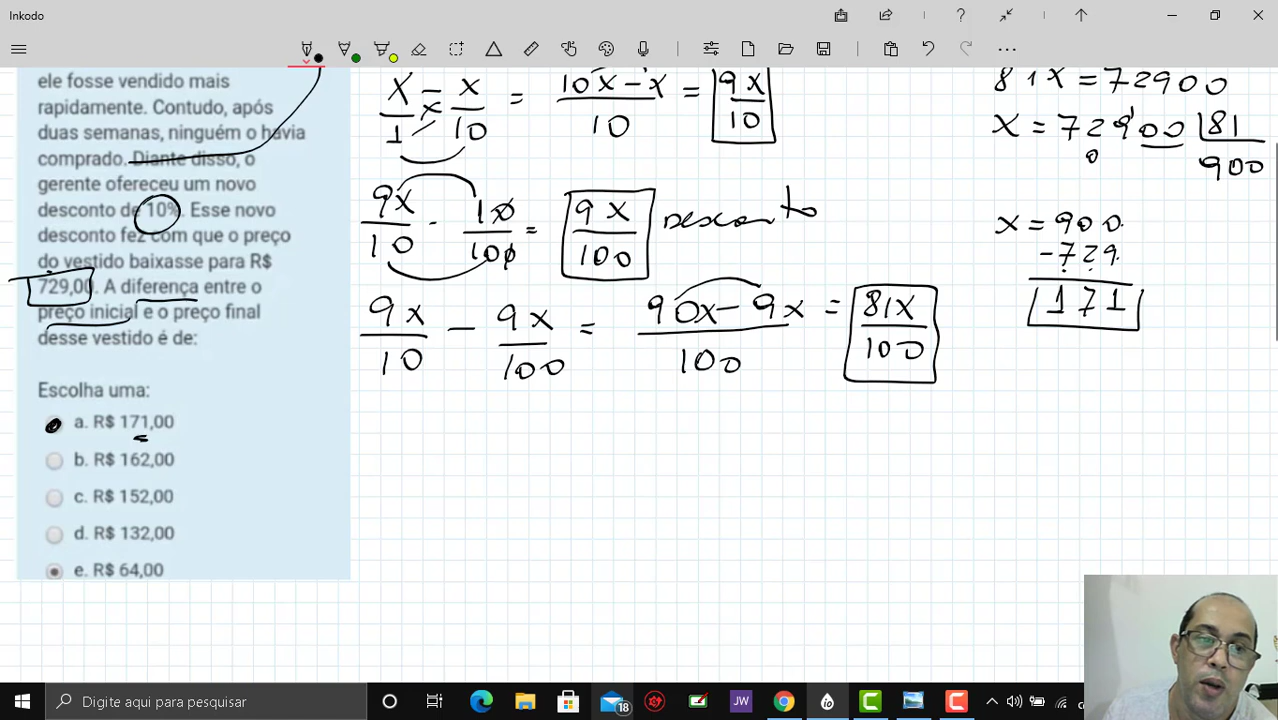 Inkodo
ele fosse vendido mais
rapidamente. Contudo, após
duas semanas, ninguém o havia
comprado. Diante disso, o
gerente ofereceu um novo
desconto de 10%. Esse novo
desconto fez com que o preço
do vestido baixasse para R$
729,00. A diferença entre o
preço inicial e o preço final
desse vestido é de:
Escolha uma:
a. R$ 171,00
b. R$ 162,00
c. R$ 152,00
d. R$ 132,00
e. R$ 64,00
x/1 - x/10 = 10x - x/10 = 9x/10
9x/10 · 10/100 = 9x/100 Desconto
9x/10 - 9x/100 = 90x - 9x/100 = 81x/100
81x = 72900
x = 72900 81
0 900
x = 900
-729
171
Digite aqui para pesquisar
18
JW